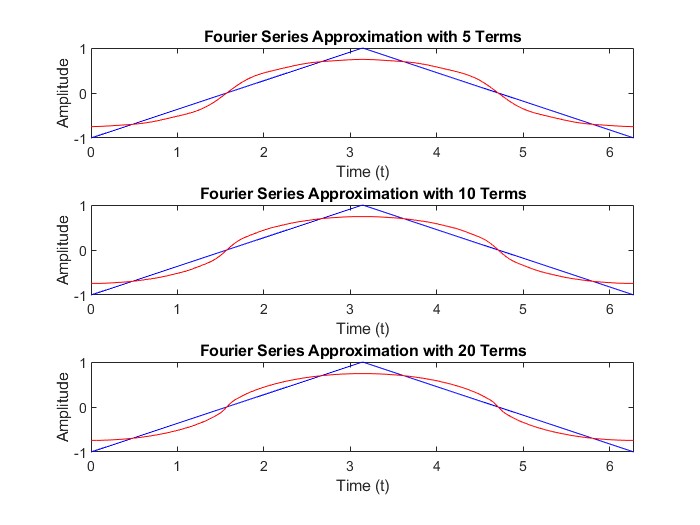 Fourier Series Approximation with 5 Terms
1
0
-1
Amplitude
0 1 2 3 4 5 6
Time (t)
Fourier Series Approximation with 10 Terms
1
0
-1
Amplitude
0 1 2 3 4 5 6
Time (t)
Fourier Series Approximation with 20 Terms
1
0
-1
Amplitude
0 1 2 3 4 5 6
Time (t)